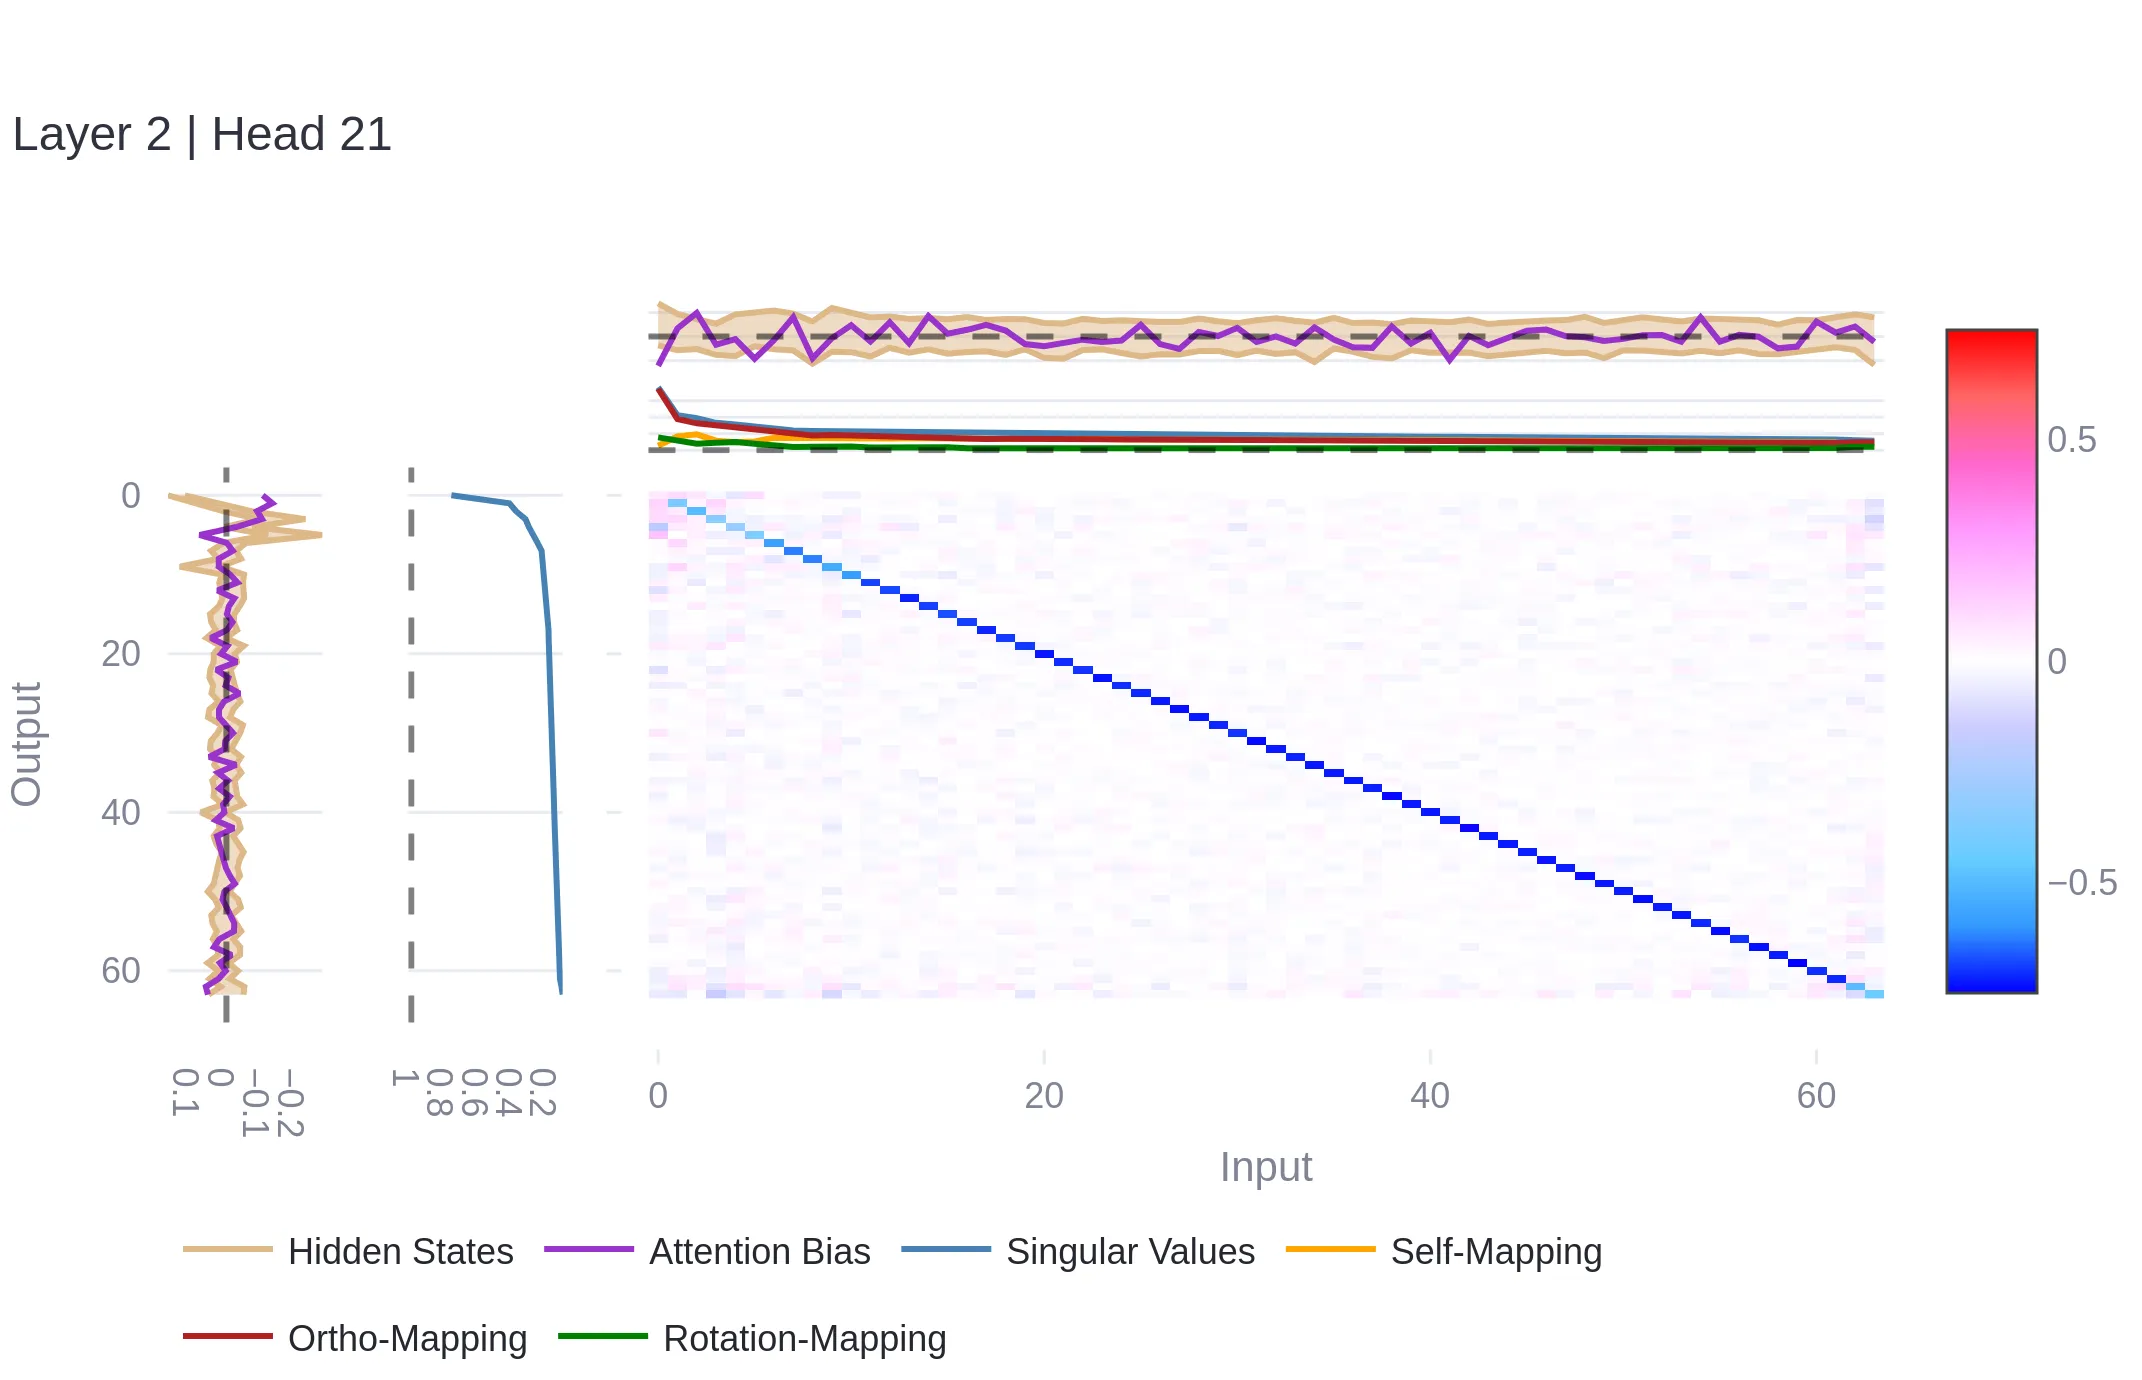 Layer 2 | Head 21
0
20
40
60
Output
0.1
0
−0.1
−0.2
1
0.8
0.6
0.4
0.2
0
20
40
60
Input
0.5
0
−0.5
Hidden States
Attention Bias
Singular Values
Self-Mapping
Ortho-Mapping
Rotation-Mapping